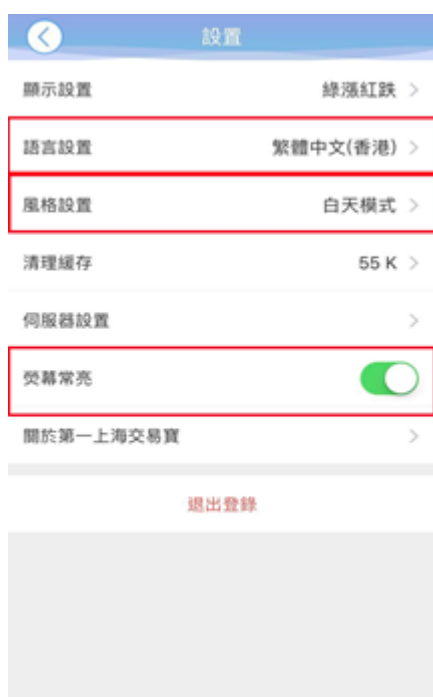 設置
顯示設置 綠漲紅跌
語言設置 繁體中文(香港)
風格設置 白天模式
清理緩存 55 K
伺服器設置
熒幕常亮
關於第一上海交易寶
退出登錄